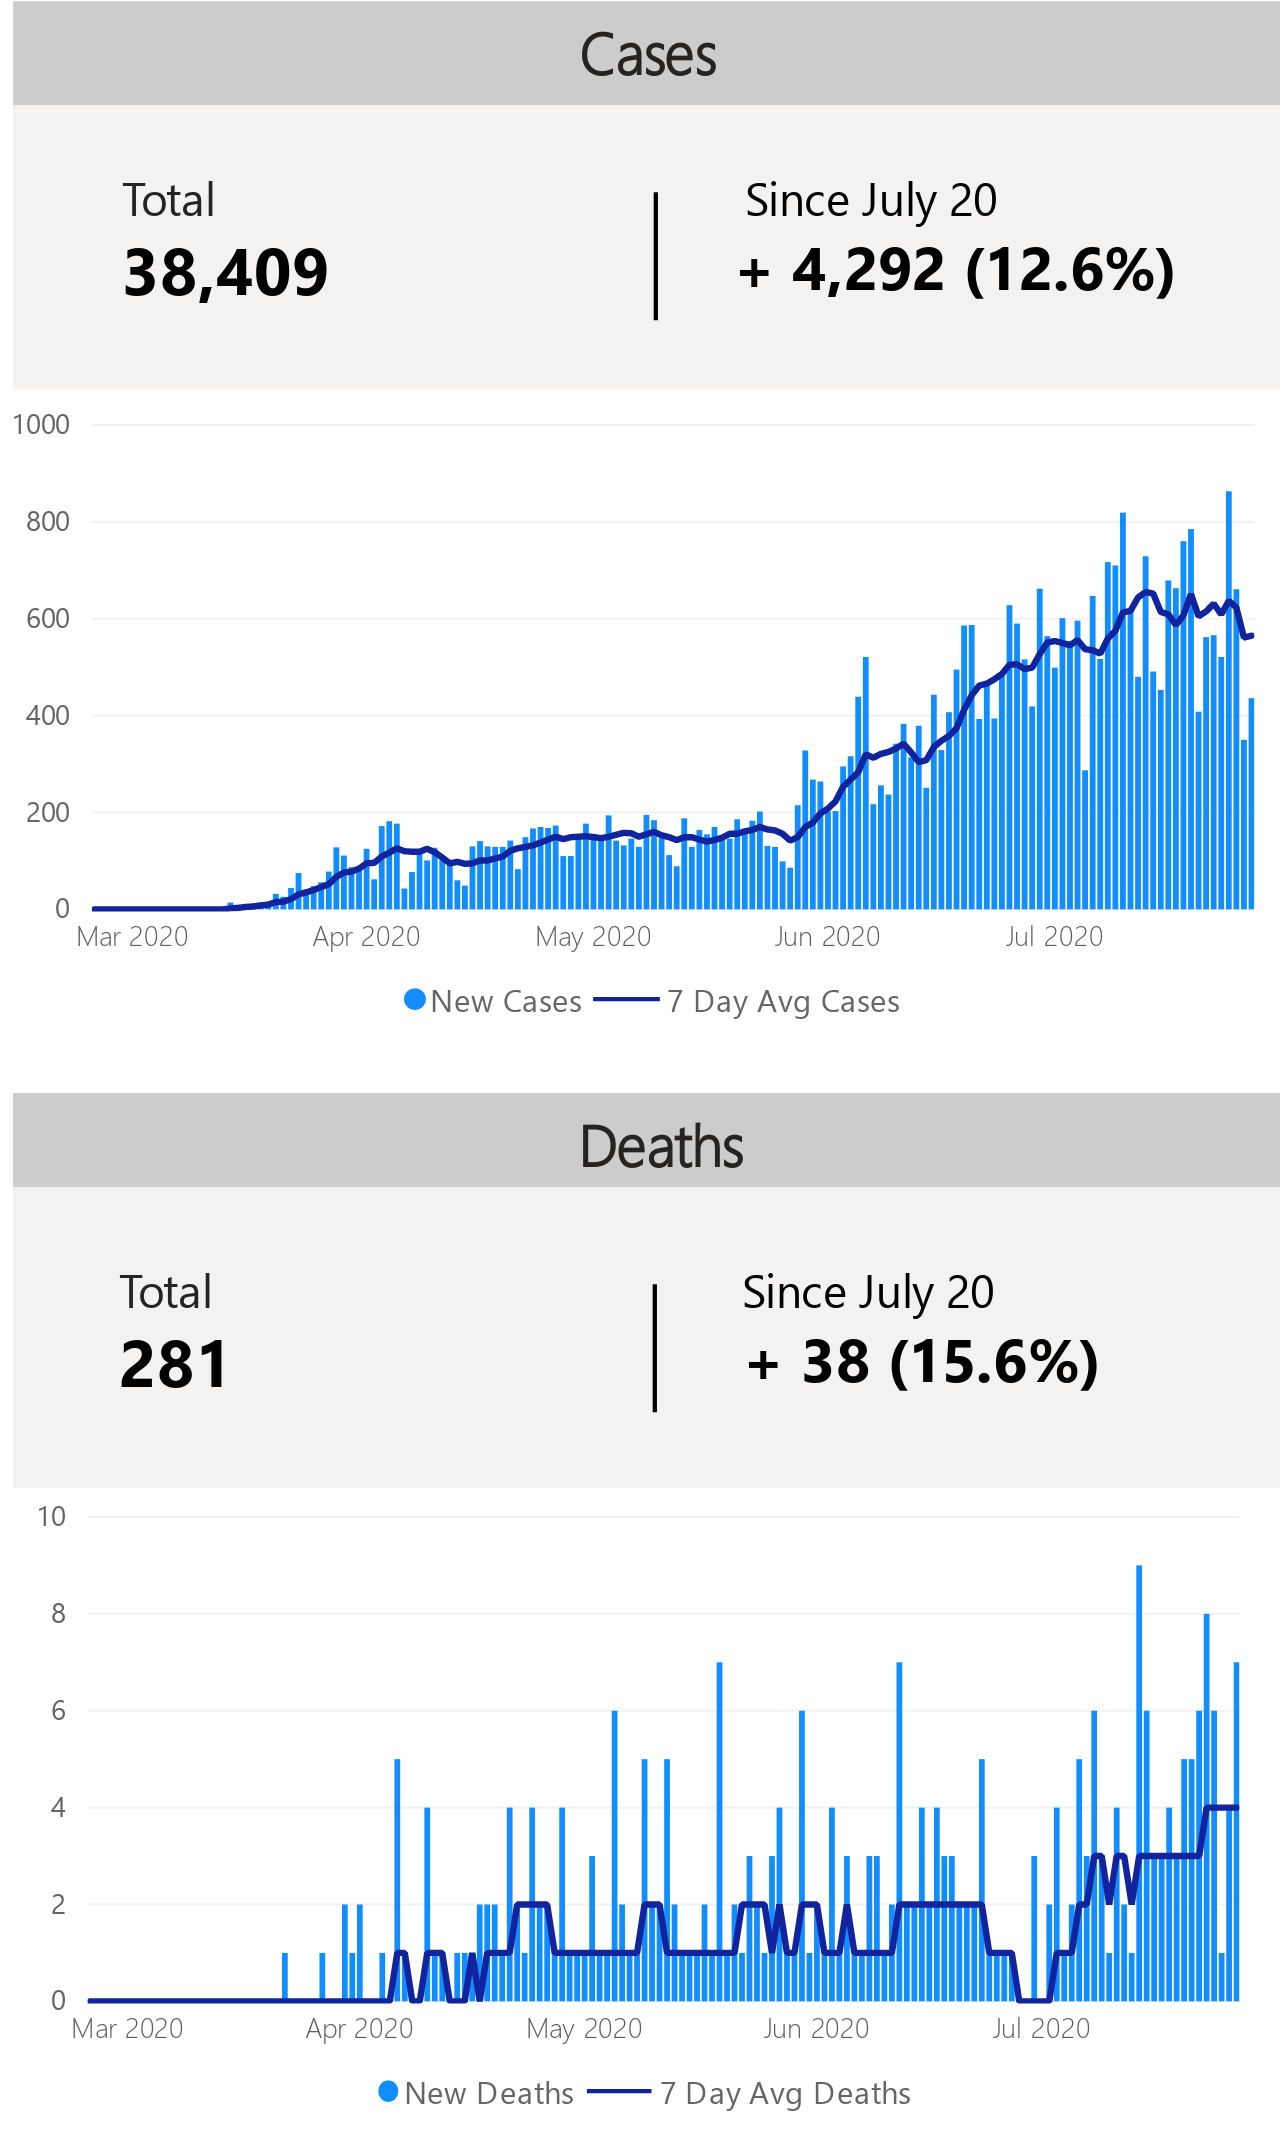 Cases
Total
Since July 20
38,409
+ 4,292 (12.6%)
1000
800
600
400
200
0
Mar 2020 Apr 2020 May 2020 Jun 2020 Jul 2020
New Cases 7 Day Avg Cases
Deaths
Total
Since July 20
281
+ 38 (15.6%)
10
8
6
4
2
0
Mar 2020 Apr 2020 May 2020 Jun 2020 Jul 2020
New Deaths 7 Day Avg Deaths